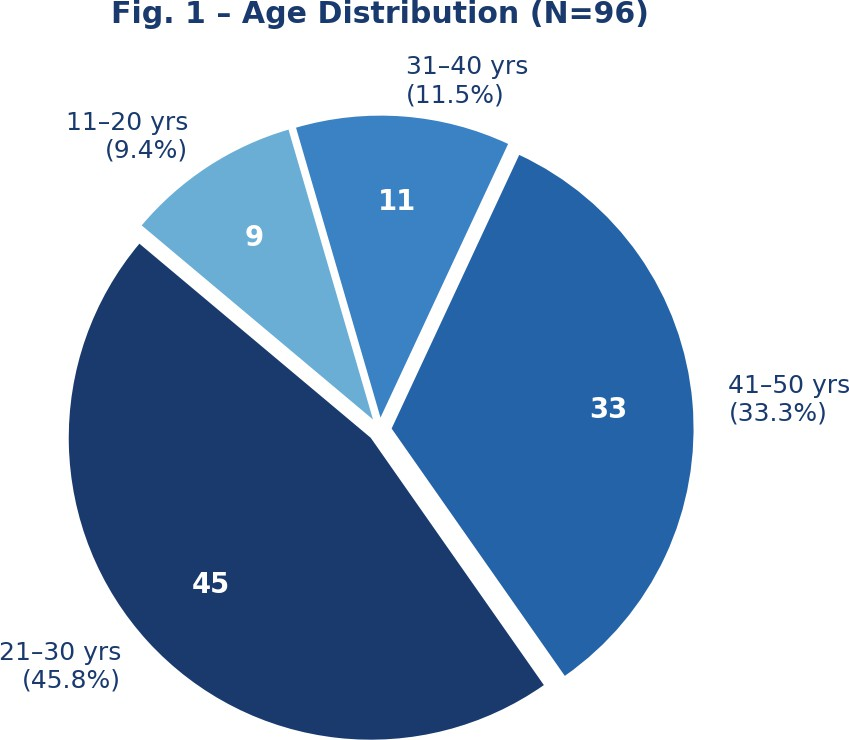 Fig. 1 – Age Distribution (N=96)
31–40 yrs
(11.5%)
11–20 yrs
(9.4%)
11
9
41–50 yrs
(33.3%)
33
45
21–30 yrs
(45.8%)